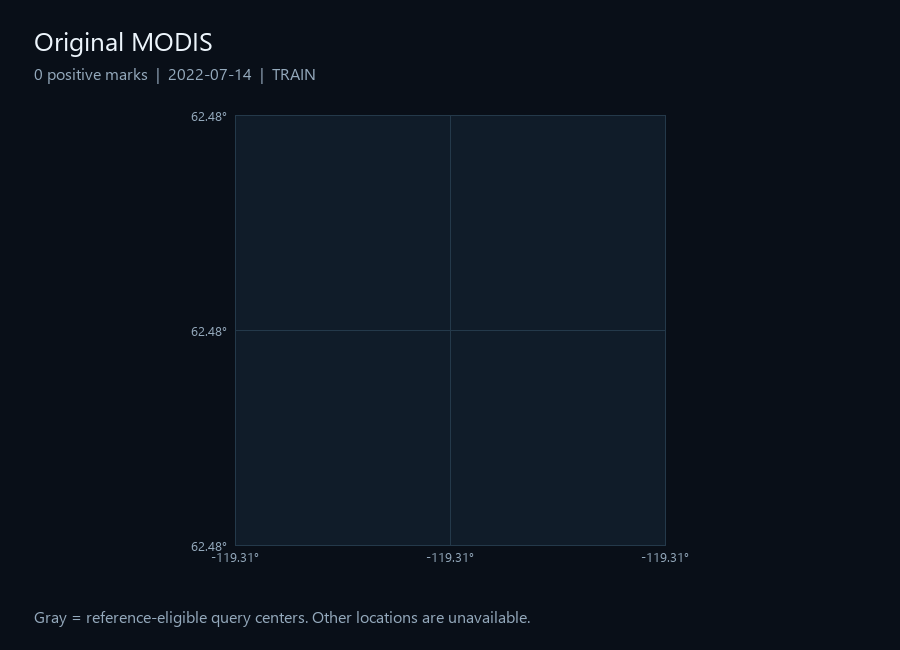 Original MODIS
0 positive marks | 2022-07-14 | TRAIN
62.48°
62.48°
62.48°
-119.31° -119.31° -119.31°
Gray = reference-eligible query centers. Other locations are unavailable.